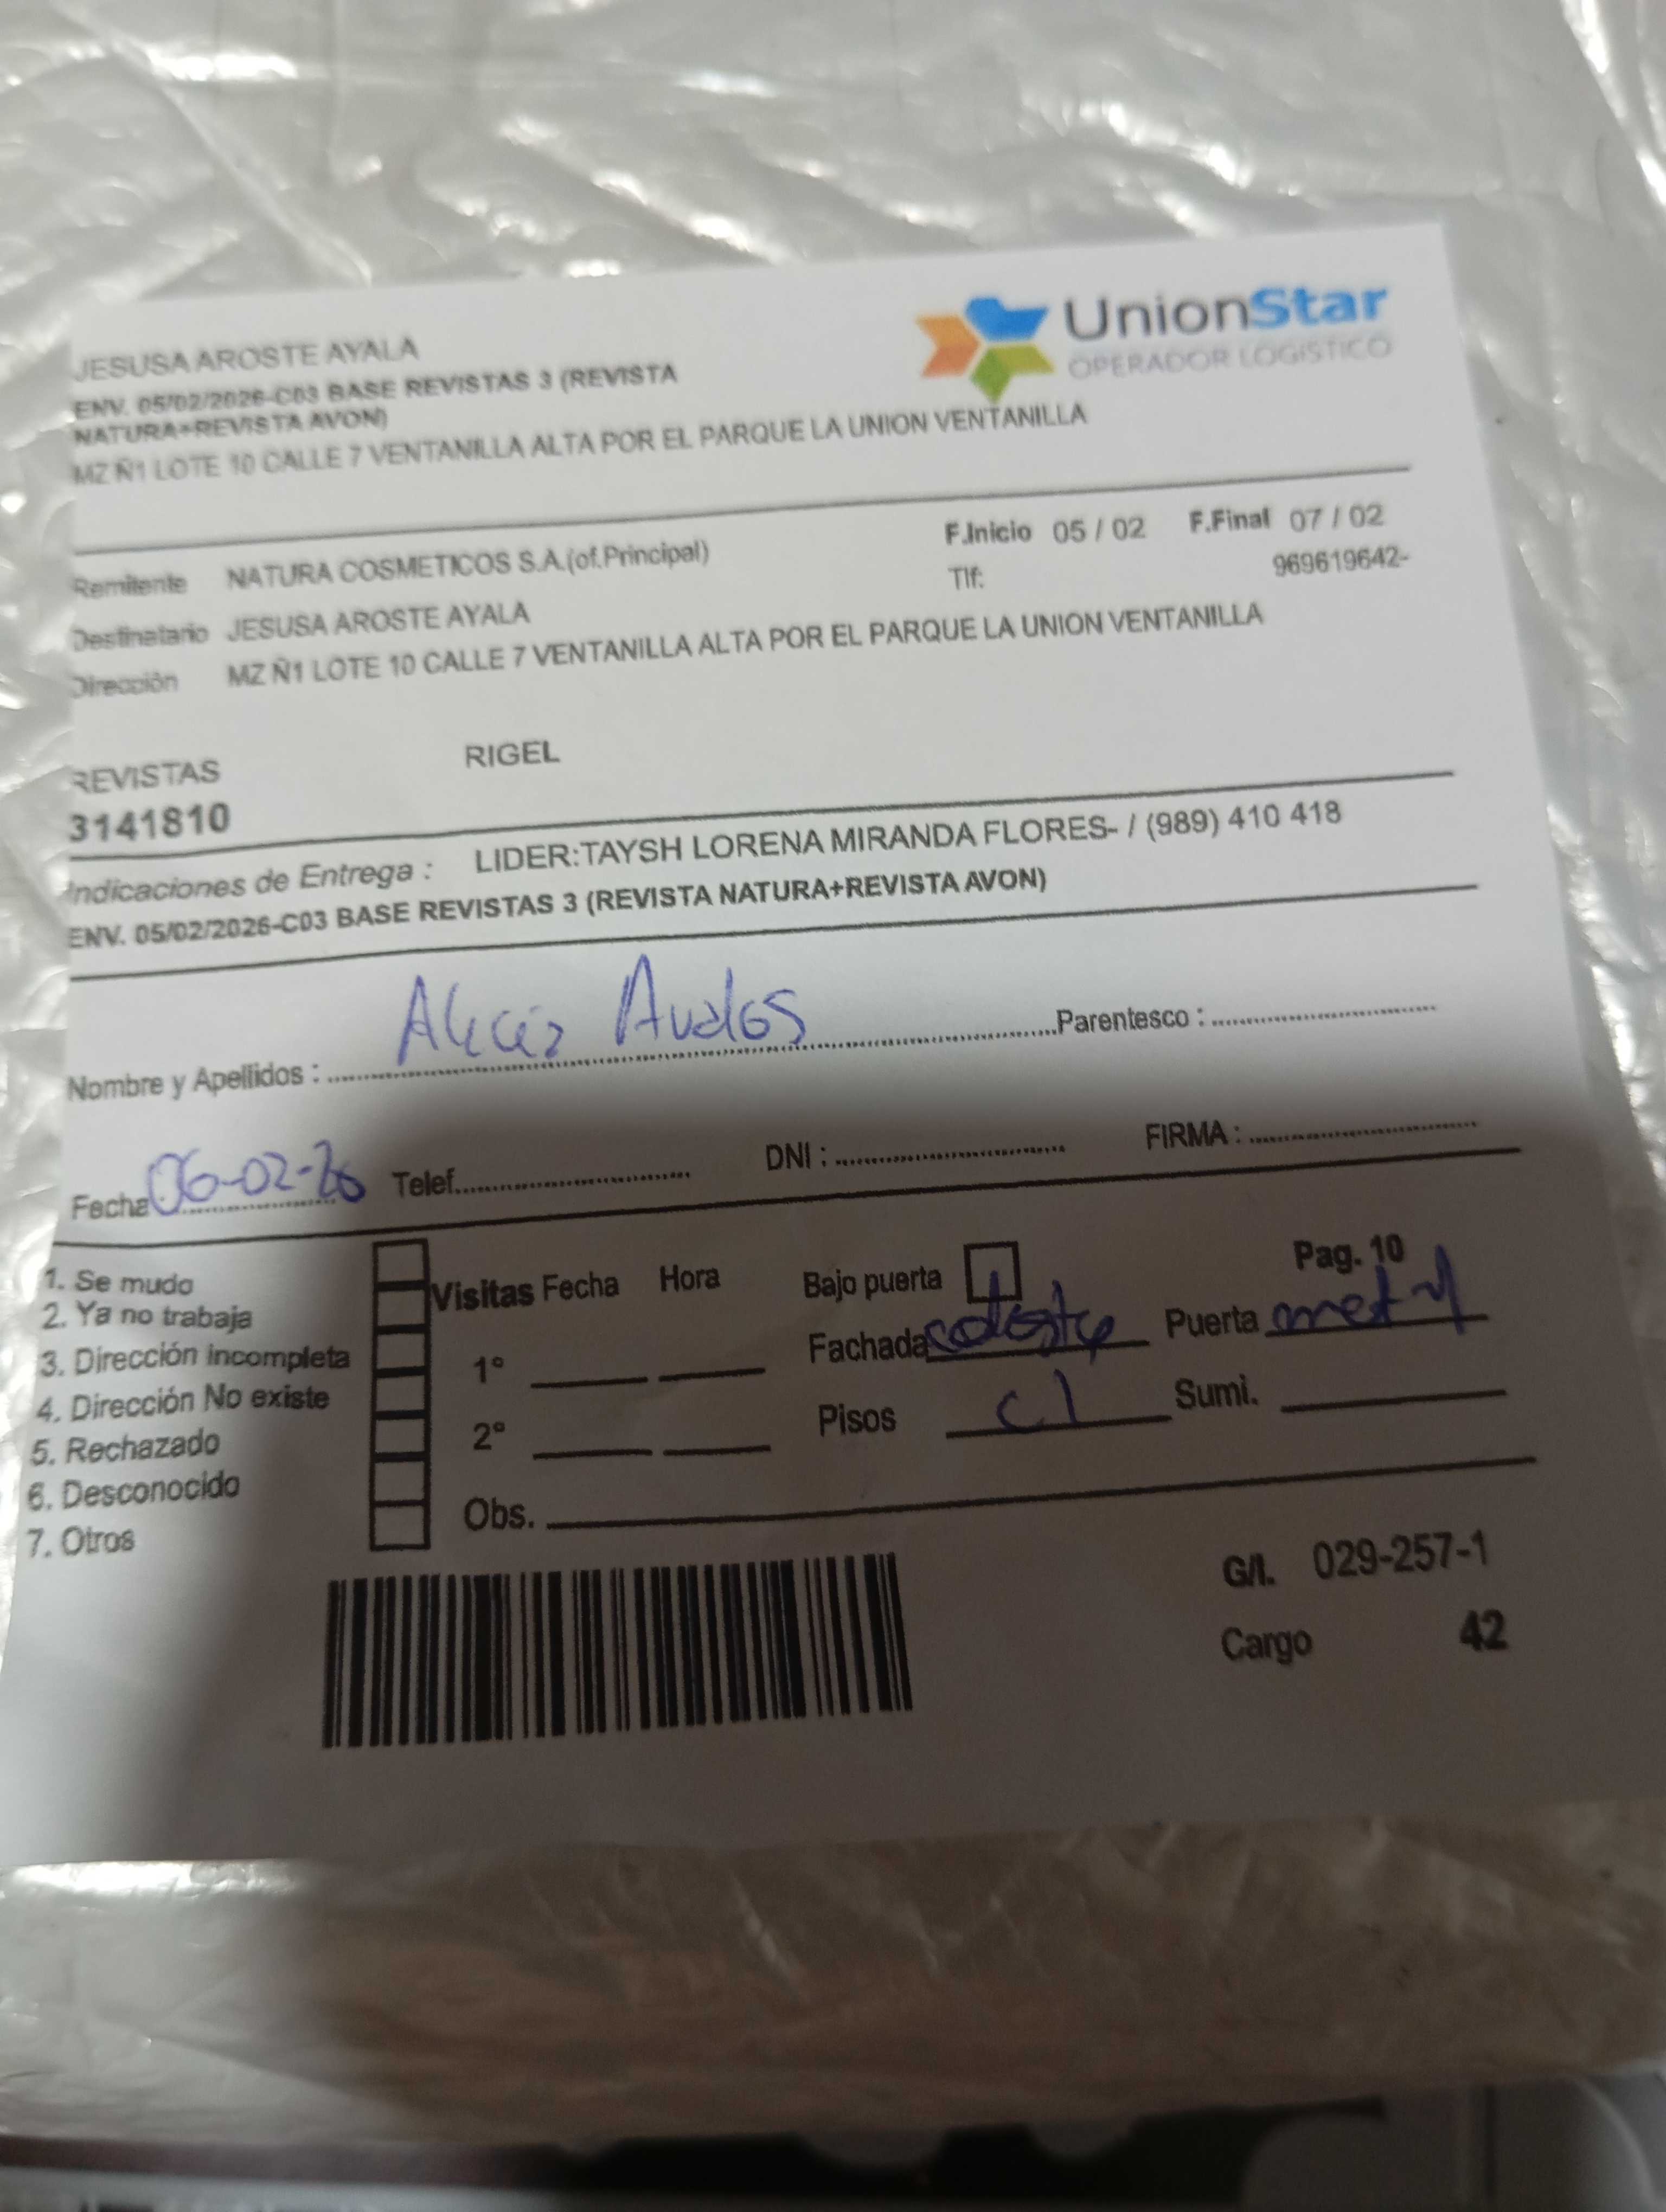 UnionStar
OPERADOR LOGISTICO
JESUSA AROSTE AYALA
ENV. 05/02/2026-C03 BASE REVISTAS 3 (REVISTA
NATURA+REVISTA AVON)
MZ Ñ1 LOTE 10 CALLE 7 VENTANILLA ALTA POR EL PARQUE LA UNION VENTANILLA
Remitente NATURA COSMETICOS S.A.(of.Principal) F.Inicio 05 / 02 F.Final 07 / 02
Tlf: 969619642-
Destinatario JESUSA AROSTE AYALA
Dirección MZ Ñ1 LOTE 10 CALLE 7 VENTANILLA ALTA POR EL PARQUE LA UNION VENTANILLA
REVISTAS RIGEL
3141810
Indicaciones de Entrega : LIDER:TAYSH LORENA MIRANDA FLORES- / (989) 410 418
ENV. 05/02/2026-C03 BASE REVISTAS 3 (REVISTA NATURA+REVISTA AVON)
Nombre y Apellidos : Avalos Parentesco :
Fecha 06-02-26 Telef. DNI : FIRMA :
1. Se mudo
2. Ya no trabaja
3. Dirección incompleta
4. Dirección No existe
5. Rechazado
6. Desconocido
7. Otros
Visitas Fecha Hora
1°
2°
Obs.
Bajo puerta Pag. 10
Fachada celeste Puerta metal
Pisos Sumi.
G/I. 029-257-1
Cargo 42